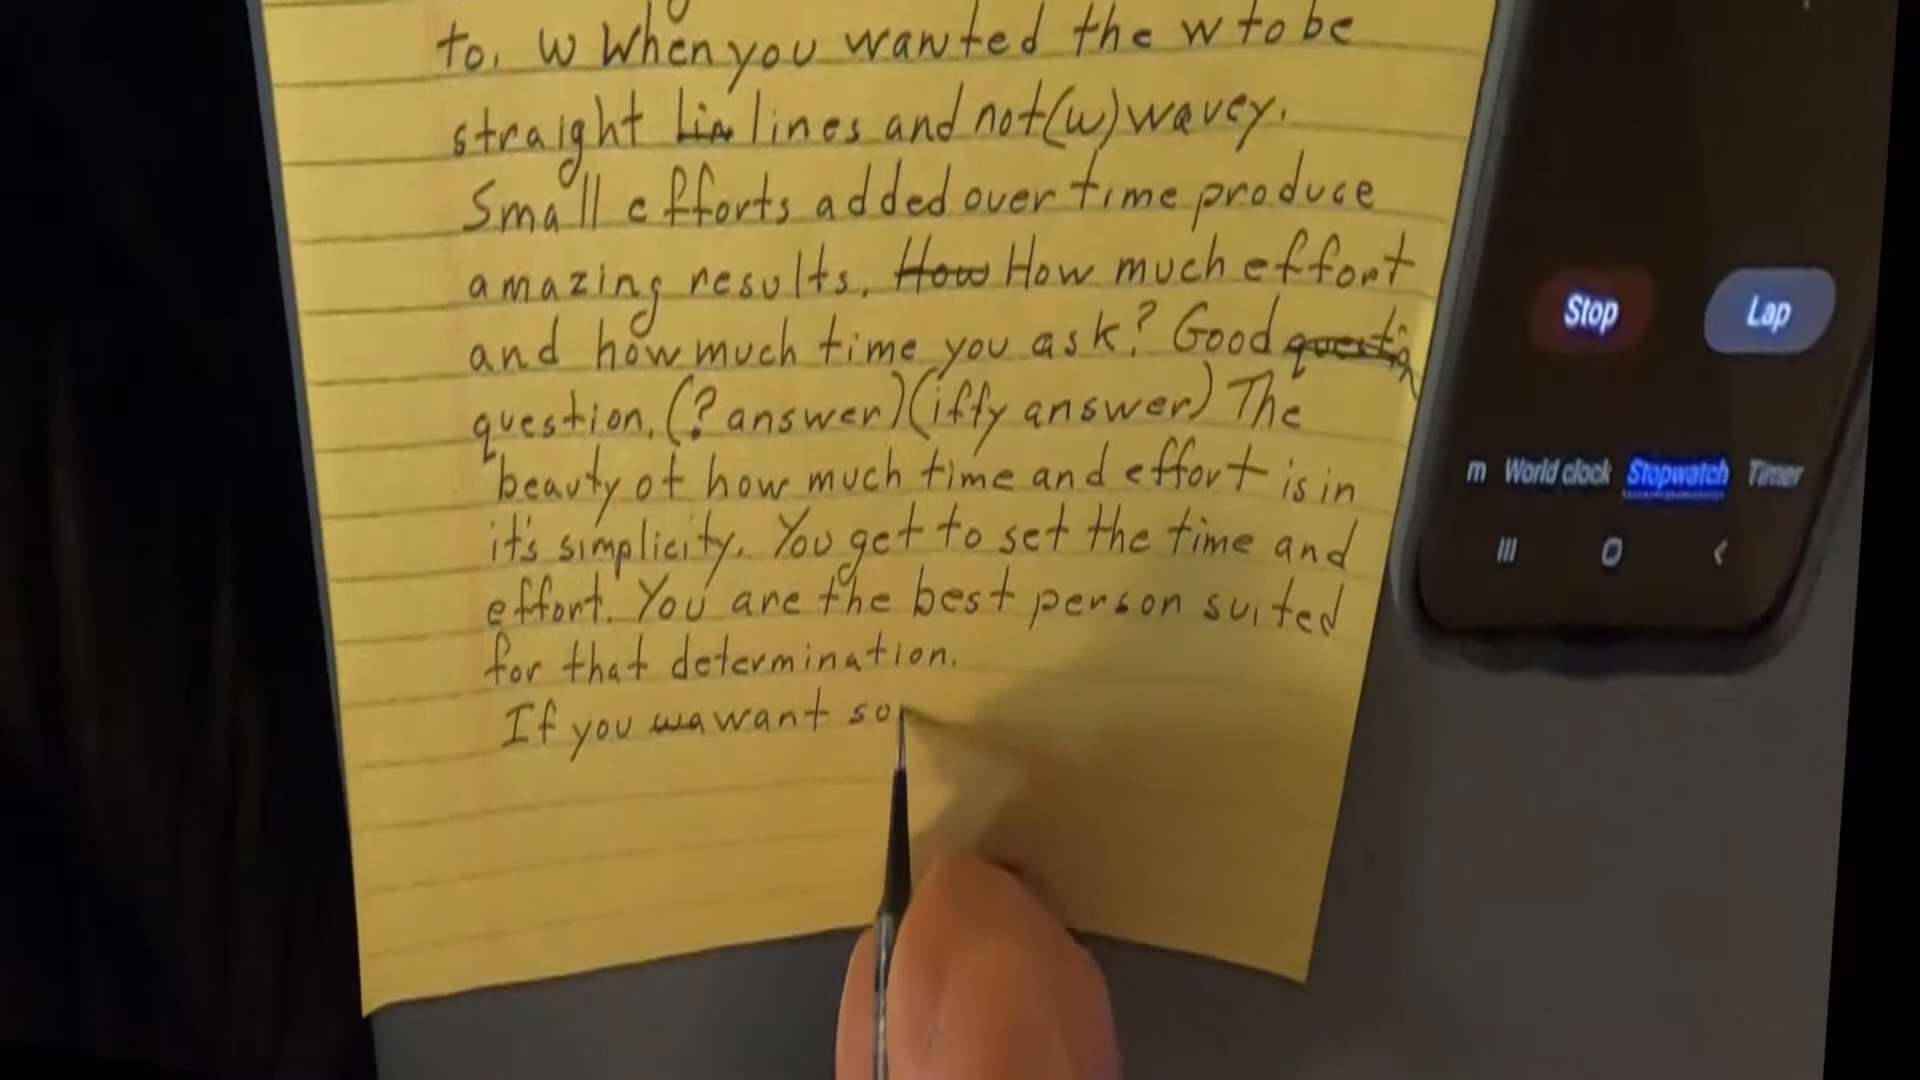 to. W When you wanted the w to be
straight lin lines and not (w) wavey.
Small efforts added over time produce
amazing results. How How much effort
and how much time you ask? Good questio
question. (? answer) (iffy answer) The
beauty of how much time and effort is in
it's simplicity. You get to set the time and
effort. You are the best person suited
for that determination.
If you wa want so
Stop
Lap
m World clock Stopwatch Timer